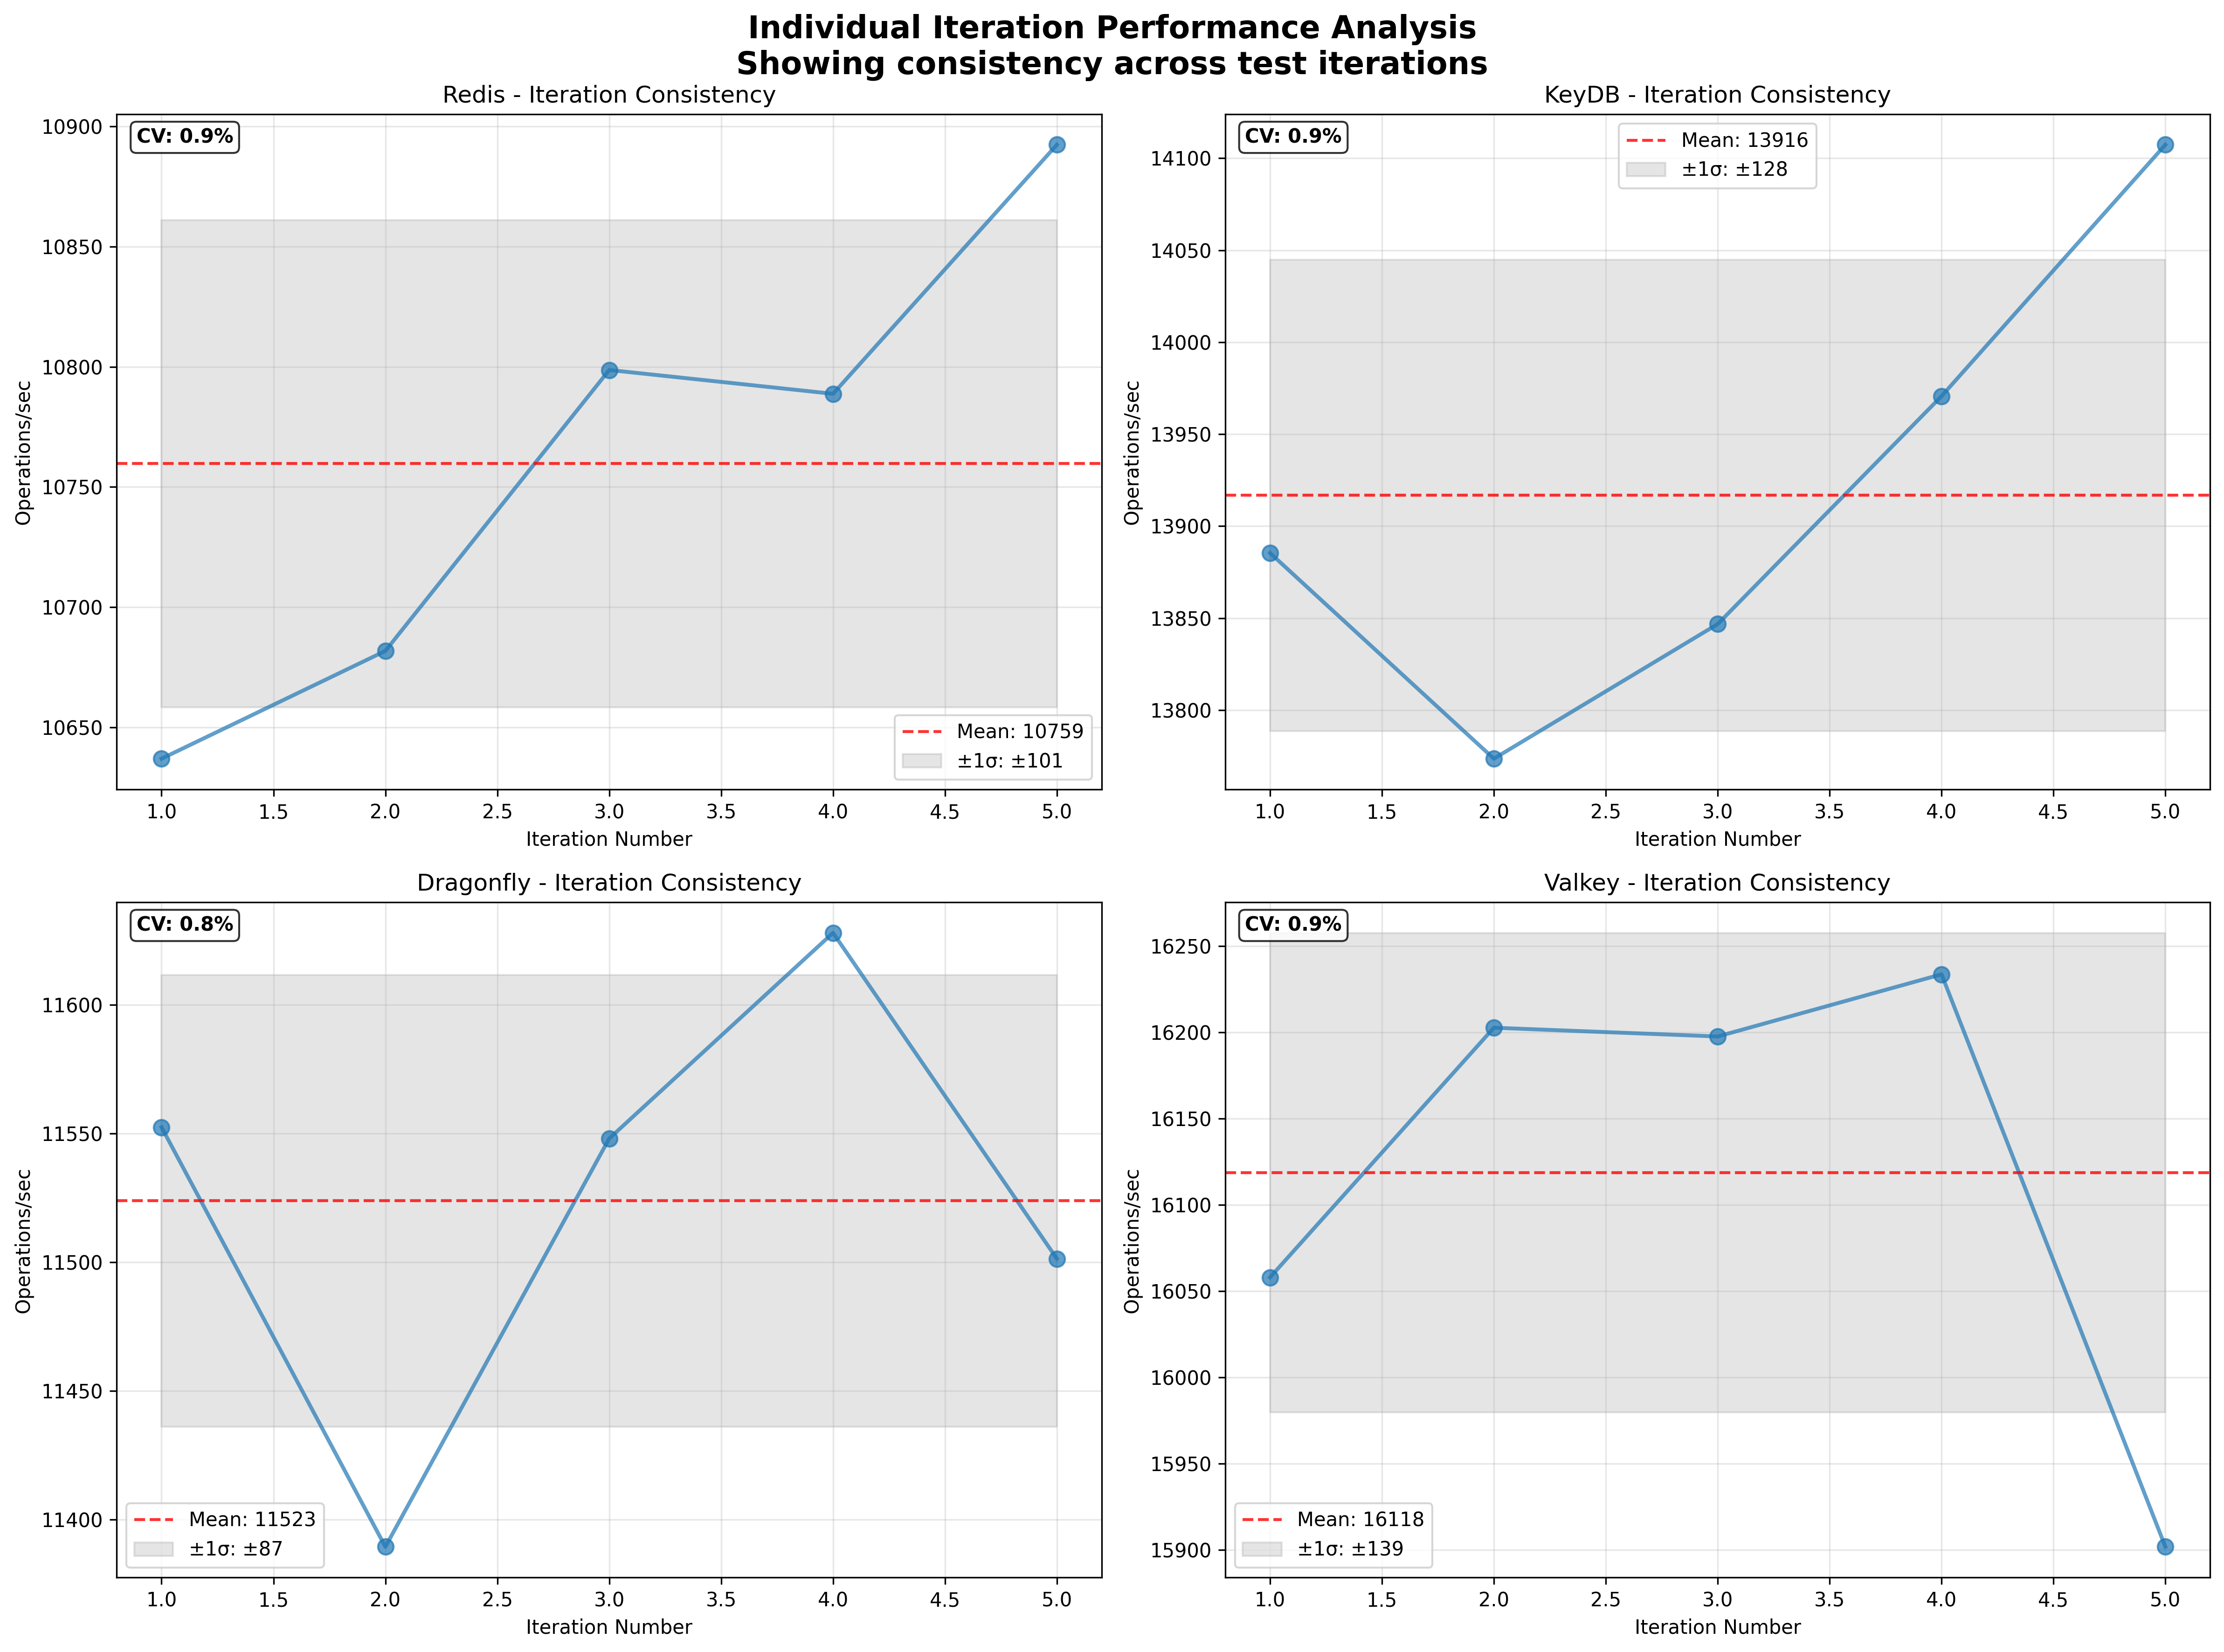 Individual Iteration Performance Analysis
Showing consistency across test iterations
Redis - Iteration Consistency
CV: 0.9%
10900
10850
10800
10750
10700
10650
Operations/sec
Mean: 10759
±1σ: ±101
1.0 1.5 2.0 2.5 3.0 3.5 4.0 4.5 5.0
Iteration Number
KeyDB - Iteration Consistency
CV: 0.9%
Mean: 13916
±1σ: ±128
14100
14050
14000
13950
13900
13850
13800
Operations/sec
1.0 1.5 2.0 2.5 3.0 3.5 4.0 4.5 5.0
Iteration Number
Dragonfly - Iteration Consistency
CV: 0.8%
11600
11550
11500
11450
11400
Operations/sec
Mean: 11523
±1σ: ±87
1.0 1.5 2.0 2.5 3.0 3.5 4.0 4.5 5.0
Iteration Number
Valkey - Iteration Consistency
CV: 0.9%
16250
16200
16150
16100
16050
16000
15950
15900
Operations/sec
Mean: 16118
±1σ: ±139
1.0 1.5 2.0 2.5 3.0 3.5 4.0 4.5 5.0
Iteration Number